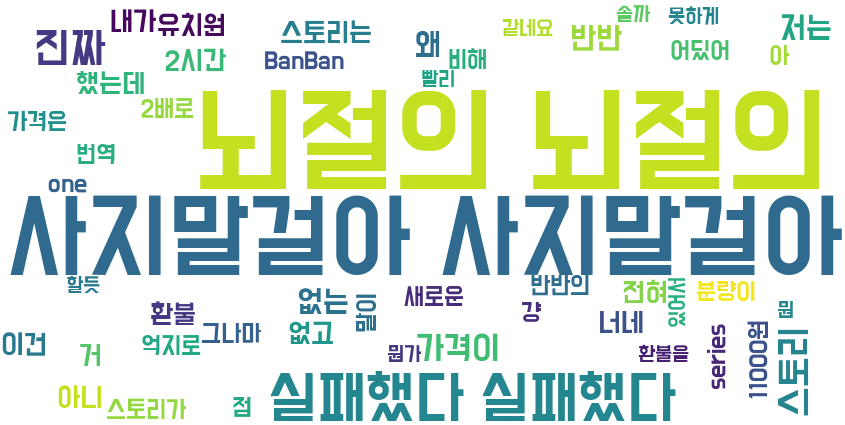 내가
유치원
스토리는
왜
같네요
솔까
못하게
저는
진짜
2시간
BanBan
비해
반반
어딨어
아
했는데
빨리
2배로
가격은
뇌절의 뇌절의
번역
one
사지말걸아 사지말걸아
할듯
환불
없는
많이
새로운
반반의
전혀
있어서
분량이
뭔
이건
거
억지로
그나마
없고
뭔가
가격이
걍
너네
환불을
series
11000원
스토리
아니
스토리가
점
실패했다 실패했다